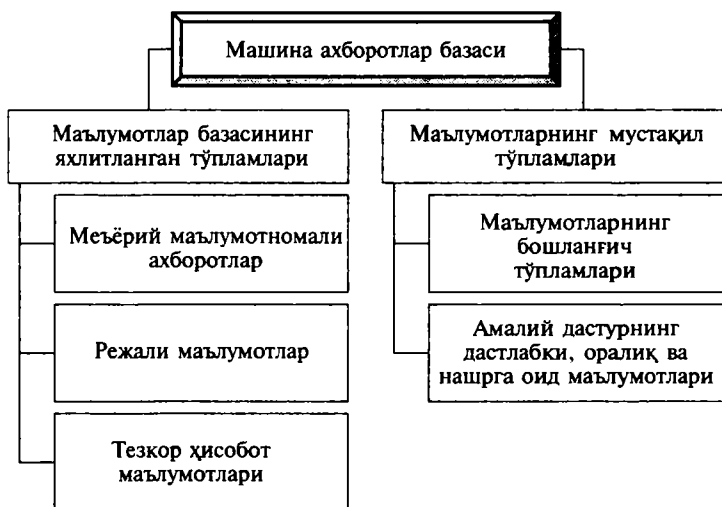 Машина ахборотлар базаси
Маълумотлар базасининг
яхлитланган тўпламлари
Меъёрий маълумотномали
ахборотлар
Режали маълумотлар
Тезкор ҳисобот
маълумотлари
Маълумотларнинг мустақил
тўпламлари
Маълумотларнинг
бошланғич
тўпламлари
Амалий дастурнинг
дастлабки, оралиқ ва
нашрга оид маълумотлари